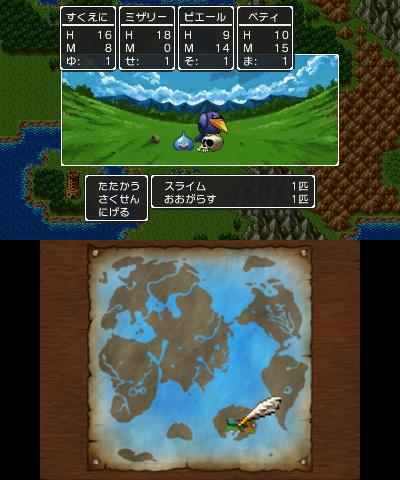 すくえに ミザリー ピエール ベティ
H 16 H 18 H 9 H 10
M 8 M 0 M 14 M 15
ゆ: 1 せ: 1 そ: 1 ま: 1
たたかう
さくせん
にげる
スライム 1匹
おおがらす 1匹